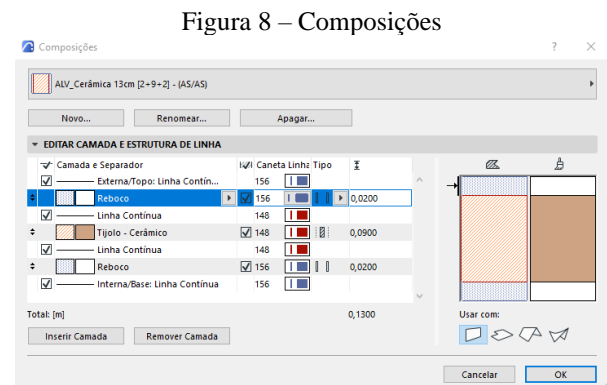 Figura 8 – Composições
Composições ? ×
ALV_Cerâmica 13cm [2+9+2] - (AS/AS)
Novo... Renomear... Apagar...
EDITAR CAMADA E ESTRUTURA DE LINHA
Camada e Separador Caneta Linha Tipo
Externa/Topo: Linha Contín... 156
Reboco 156 0,0200
Linha Contínua 148
Tijolo - Cerâmico 148 0,0900
Linha Contínua 148
Reboco 156 0,0200
Interna/Base: Linha Contínua 156
Total: [m] 0,1300
Usar com:
Inserir Camada Remover Camada
Cancelar OK